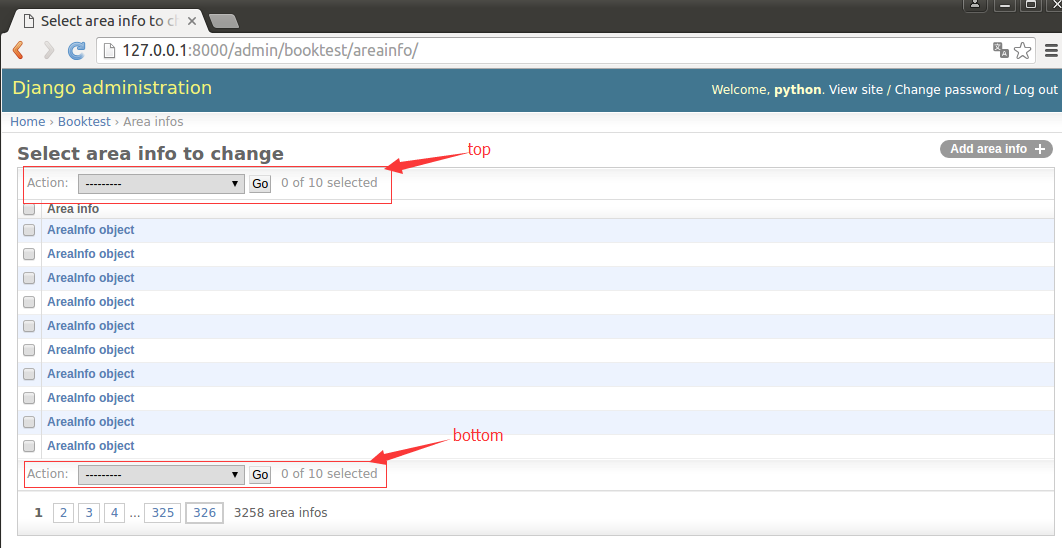 Select area info to c
127.0.0.1:8000/admin/booktest/areainfo/
Django administration
Welcome, python. View site / Change password / Log out
Home › Booktest › Area infos
Select area info to change
top
Add area info +
Action: --------- Go 0 of 10 selected
Area info
AreaInfo object
AreaInfo object
AreaInfo object
AreaInfo object
AreaInfo object
AreaInfo object
AreaInfo object
AreaInfo object
AreaInfo object
AreaInfo object
bottom
Action: --------- Go 0 of 10 selected
1 2 3 4 ... 325 326 3258 area infos